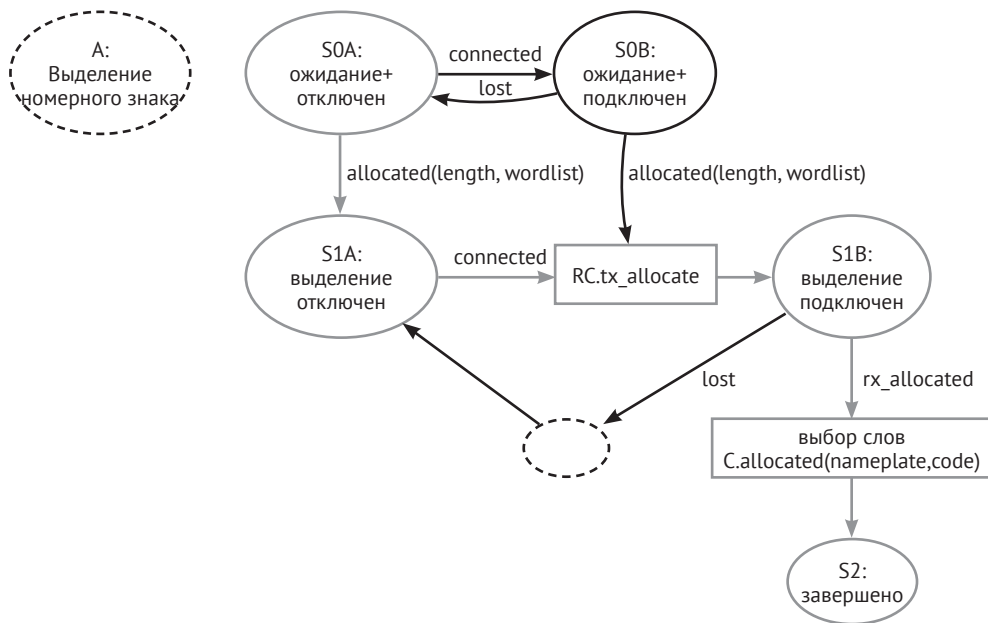 A:
Выделение
номерного знака
S0A:
ожидание+
отключен
connected
lost
S0B:
ожидание+
подключен
allocated(length, wordlist)
allocated(length, wordlist)
S1A:
выделение
отключен
connected
RC.tx_allocate
S1B:
выделение
подключен
lost
rx_allocated
выбор слов
C.allocated(nameplate,code)
S2:
завершено